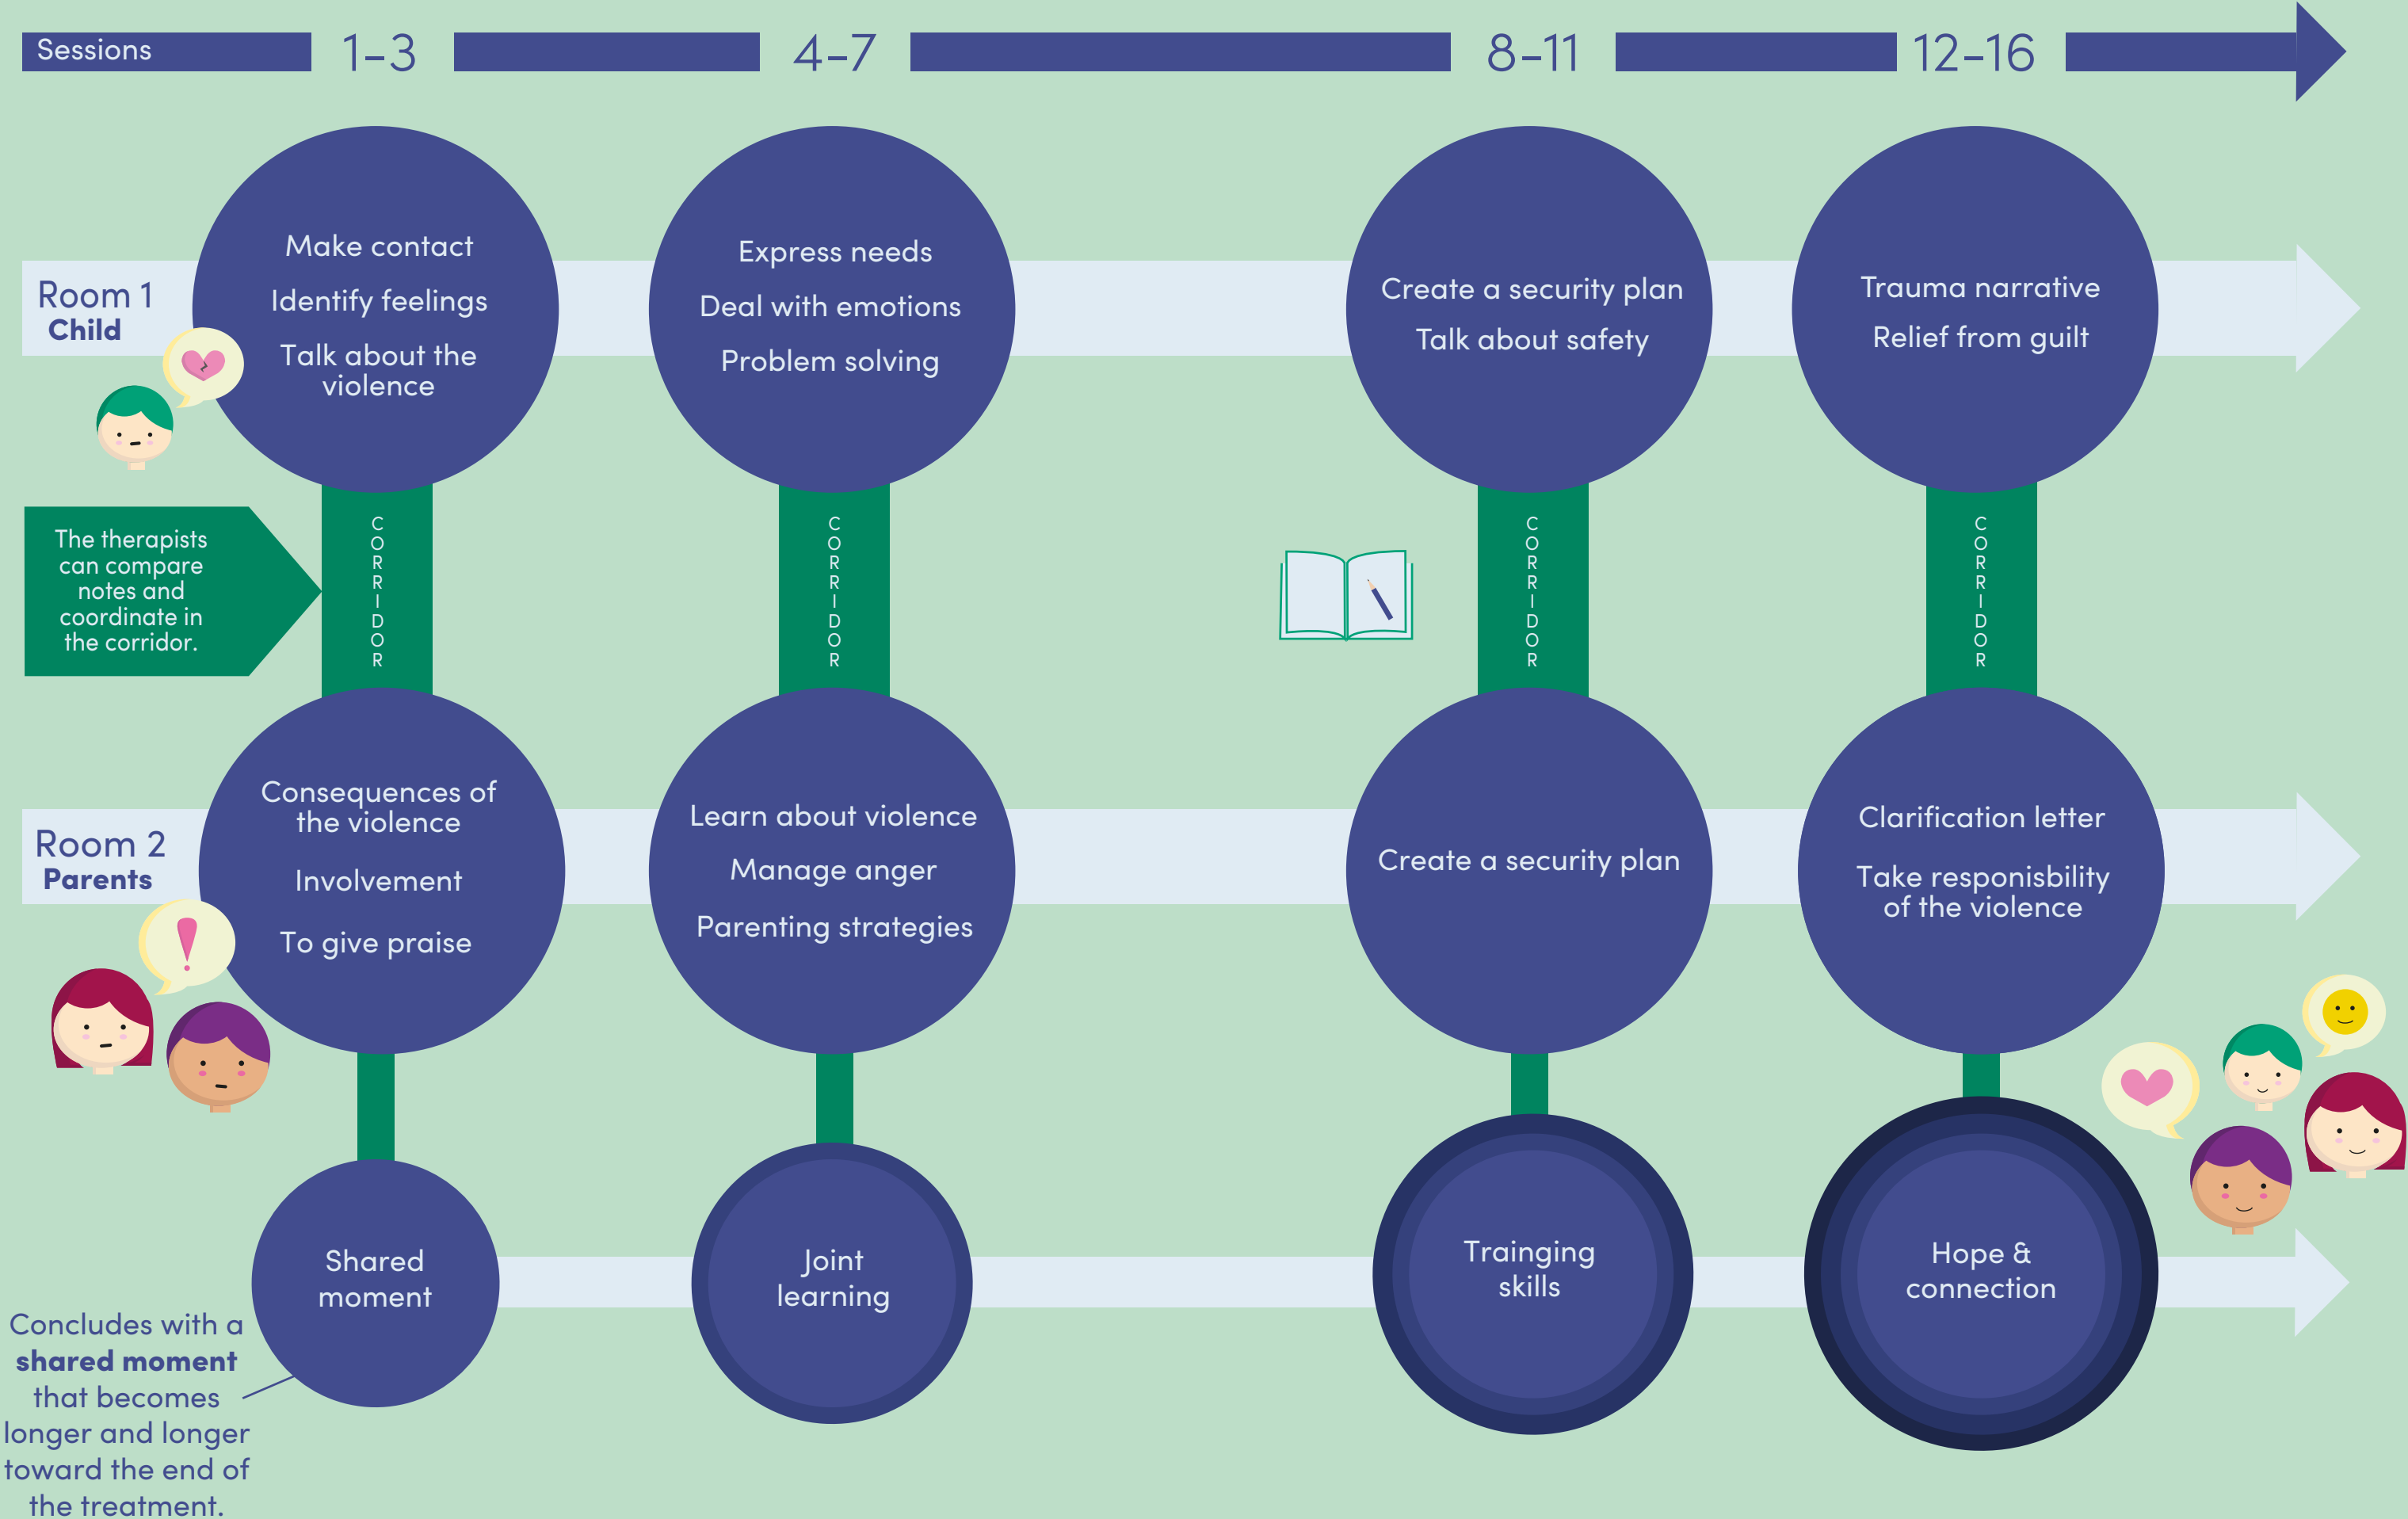 Sessions
1-3
4-7
8-11
12-16
Room 1
Child
Make contact
Identify feelings
Talk about the
violence
Express needs
Deal with emotions
Problem solving
Create a security plan
Talk about safety
Trauma narrative
Relief from guilt
The therapists
can compare
notes and
coordinate in
the corridor.
CORRIDOR
CORRIDOR
CORRIDOR
CORRIDOR
Room 2
Parents
Consequences of
the violence
Involvement
To give praise
Learn about violence
Manage anger
Parenting strategies
Create a security plan
Clarification letter
Take responisbility
of the violence
Shared
moment
Joint
learning
Trainging
skills
Hope &
connection
Concludes with a
shared moment
that becomes
longer and longer
toward the end of
the treatment.